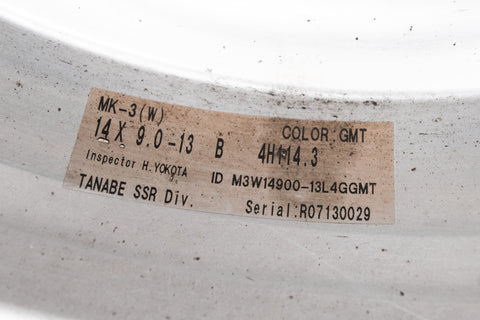 MK-3(W) COLOR GMT
14 X 9.0-13 B 4H114.3
Inspector H.YOKOTA ID M3W14900-13L4GGMT
TANABE SSR Div. Serial:R07130029